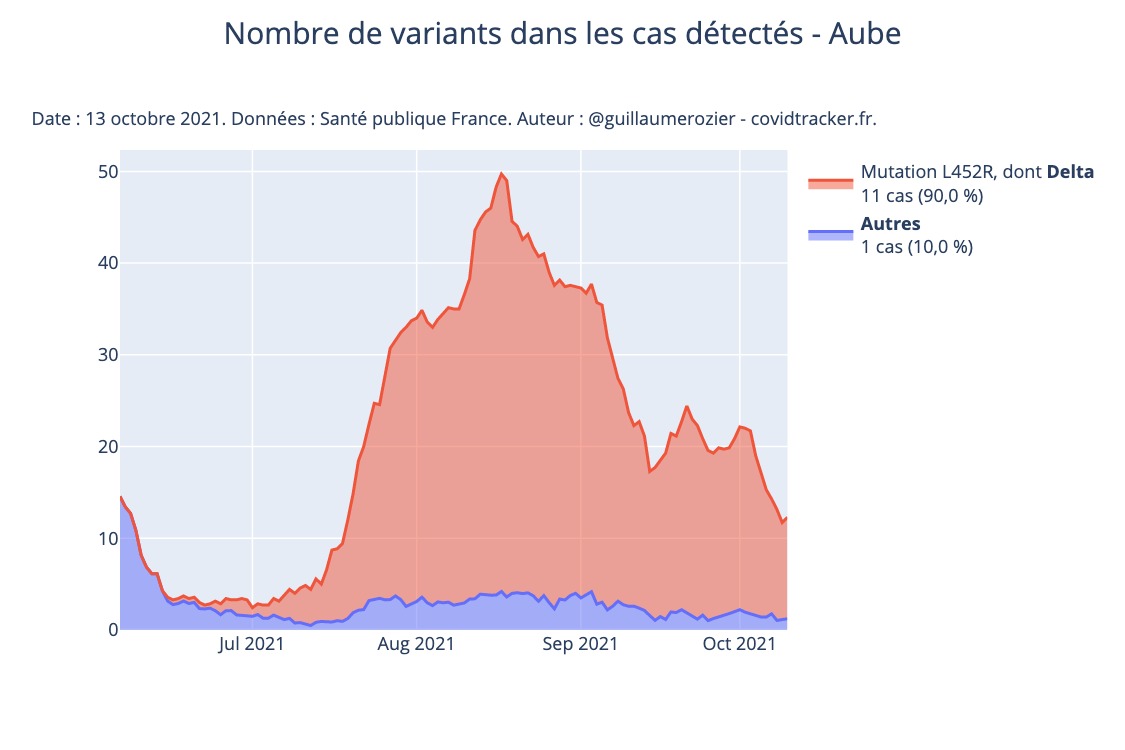 Nombre de variants dans les cas détectés - Aube
Date : 13 octobre 2021. Données : Santé publique France. Auteur : @guillaumerozier - covidtracker.fr.
50
40
30
20
10
0
Jul 2021
Aug 2021
Sep 2021
Oct 2021
Mutation L452R, dont Delta
11 cas (90,0 %)
Autres
1 cas (10,0 %)